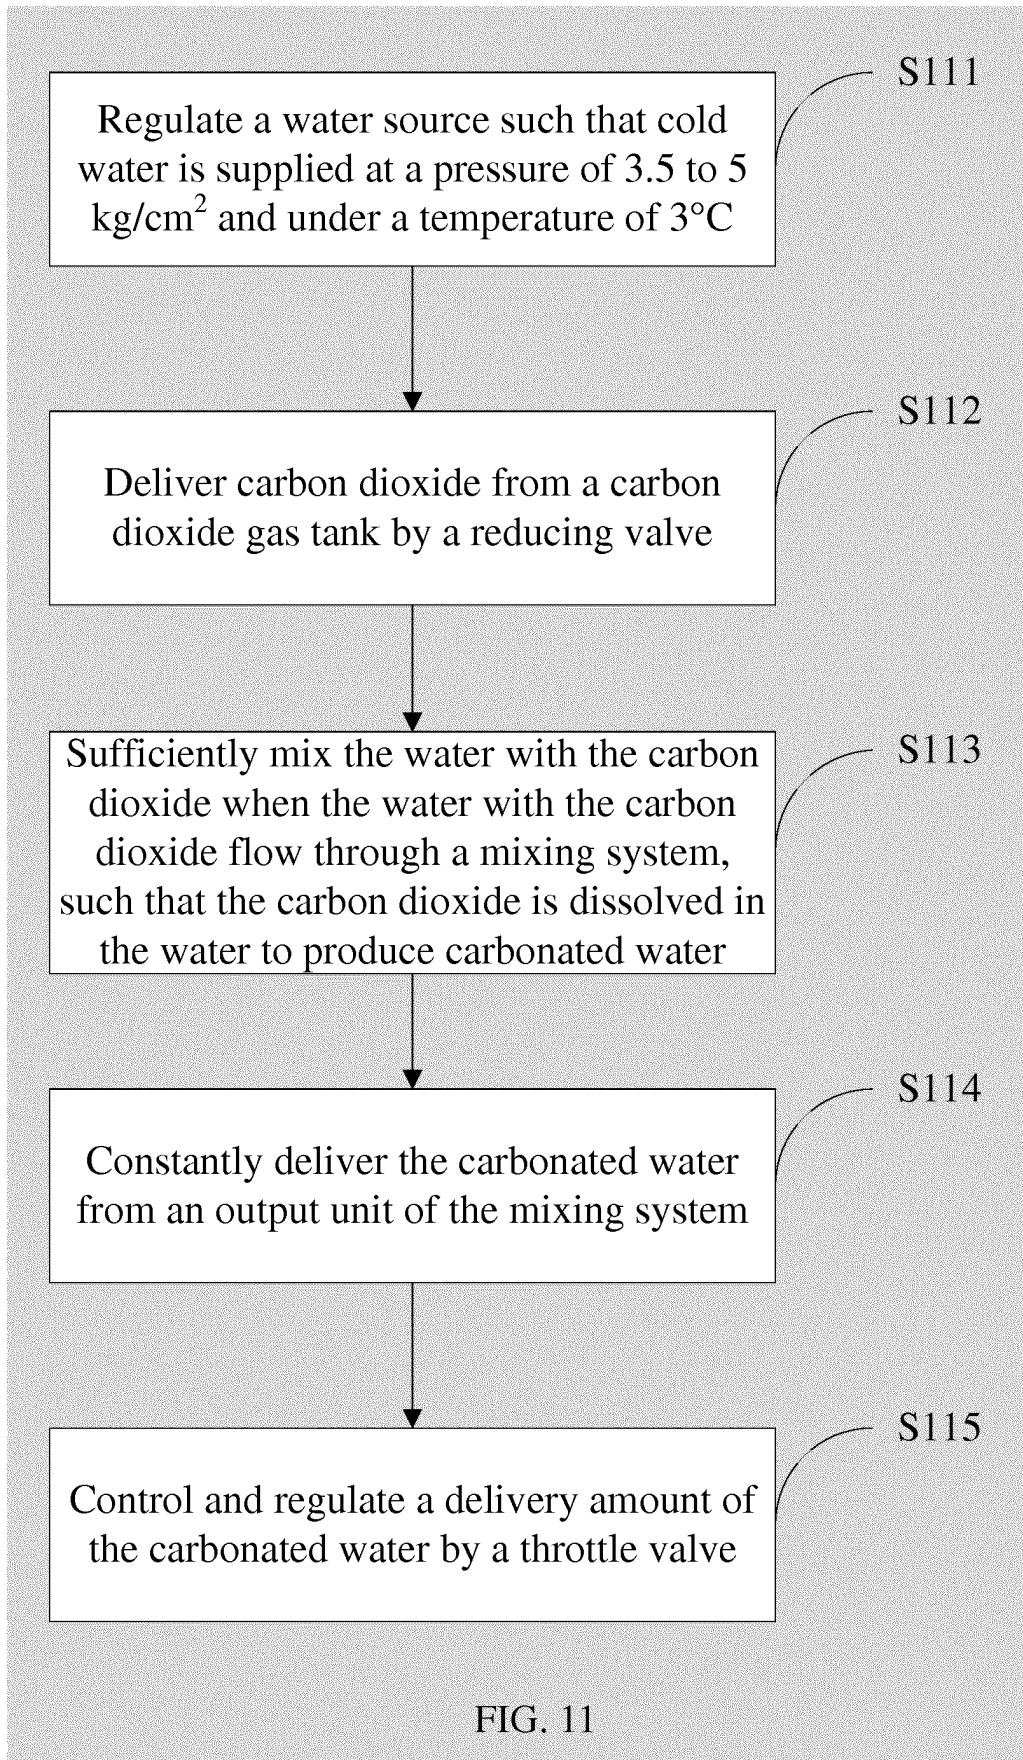 S111
Regulate a water source such that cold
water is supplied at a pressure of 3.5 to 5
kg/cm² and under a temperature of 3°C
S112
Deliver carbon dioxide from a carbon
dioxide gas tank by a reducing valve
S113
Sufficiently mix the water with the carbon
dioxide when the water with the carbon
dioxide flow through a mixing system,
such that the carbon dioxide is dissolved in
the water to produce carbonated water
S114
Constantly deliver the carbonated water
from an output unit of the mixing system
S115
Control and regulate a delivery amount of
the carbonated water by a throttle valve
FIG. 11